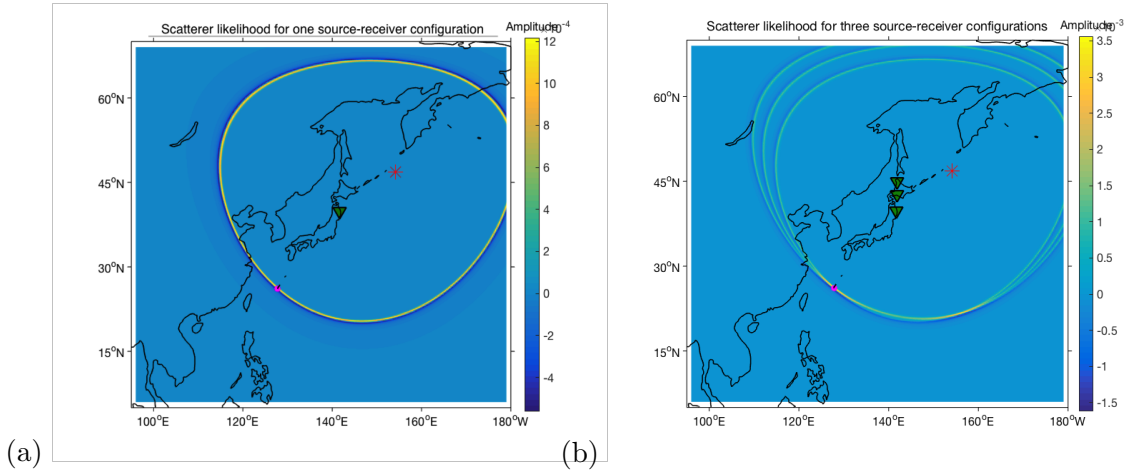 Scatterer likelihood for one source-receiver configuration
Amplitude
×10-4
12
10
8
6
4
2
0
-2
-4
60°N
45°N
30°N
15°N
100°E 120°E 140°E 160°E 180°W
(a)
Scatterer likelihood for three source-receiver configurations
Amplitude
×10-3
3.5
3
2.5
2
1.5
1
0.5
0
-0.5
-1
-1.5
60°N
45°N
30°N
15°N
100°E 120°E 140°E 160°E 180°W
(b)